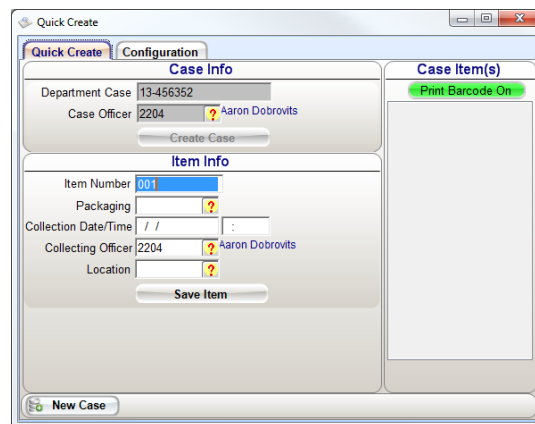 Quick Create
Quick Create Configuration
Case Info
Department Case 13-456352
Case Officer 2204 ? Aaron Dobrovits
Create Case
Item Info
Item Number 001
Packaging ?
Collection Date/Time / / :
Collecting Officer 2204 ? Aaron Dobrovits
Location ?
Save Item
Case Item(s)
Print Barcode On
New Case